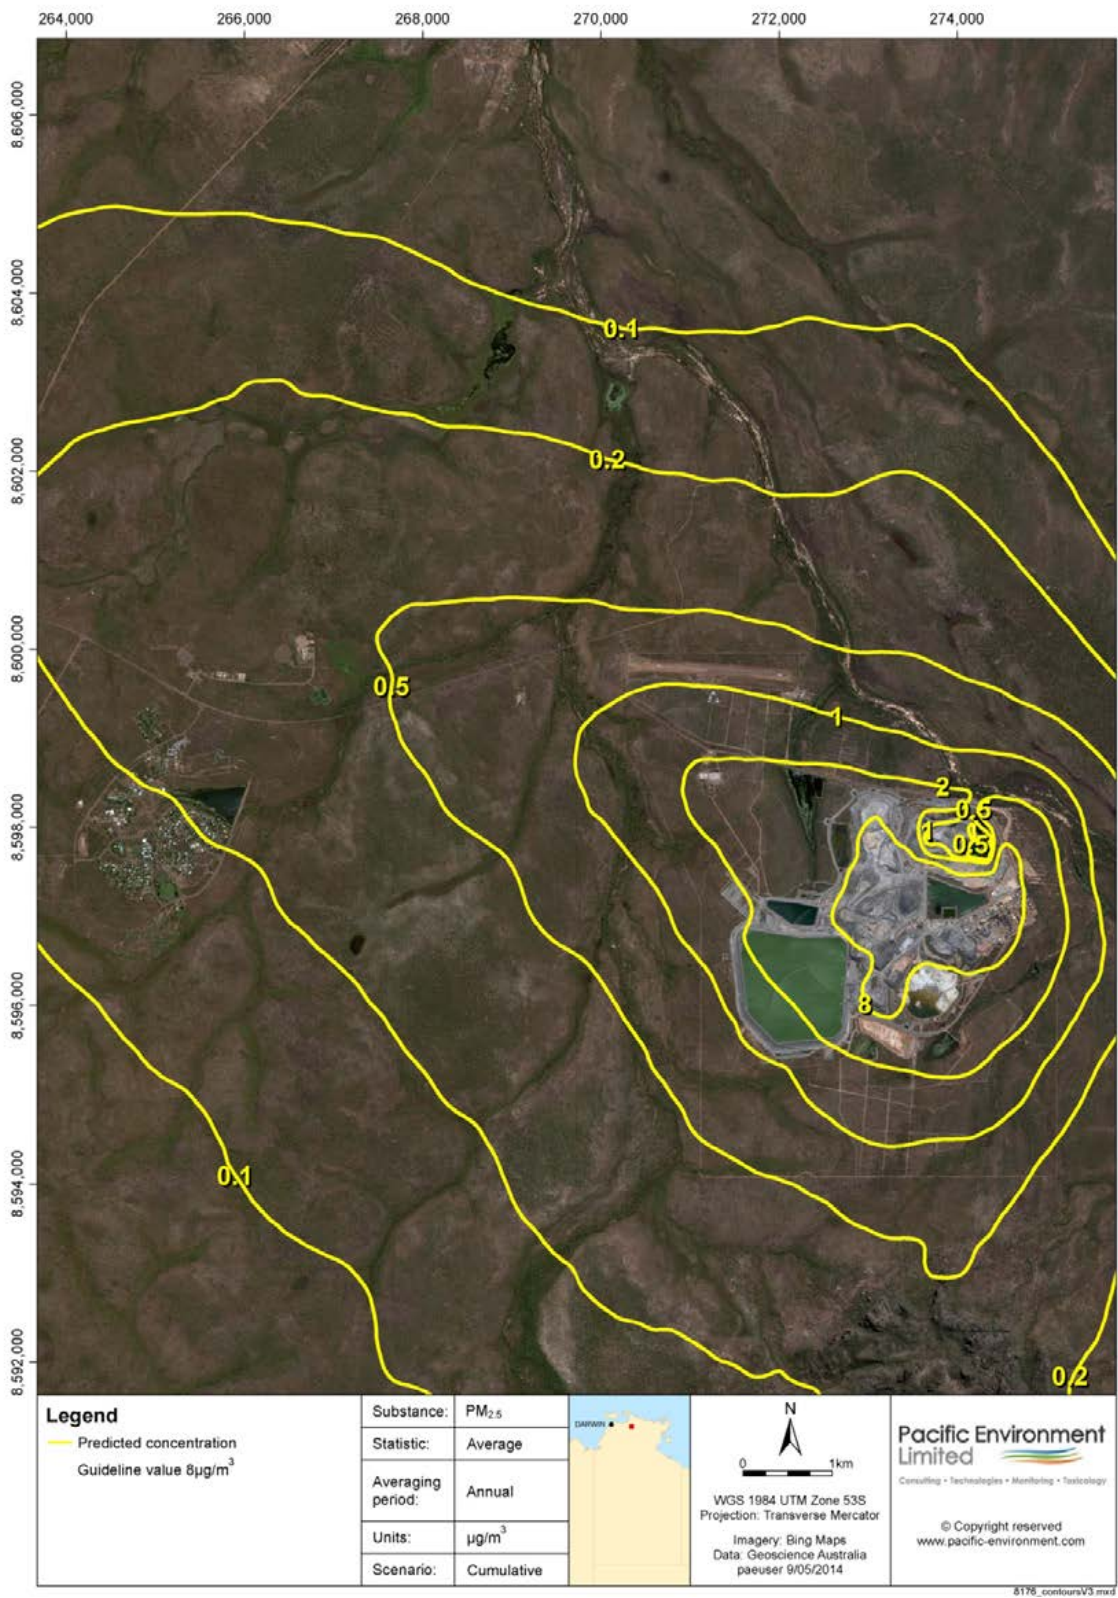 264,000
266,000
268,000
270,000
272,000
274,000
8,606,000
8,604,000
8,602,000
8,600,000
8,598,000
8,596,000
8,594,000
8,592,000
0.1
0.2
0.5
1
2
0.5
1
0.5
8
0.1
0.2
Legend
Predicted concentration
Guideline value 8µg/m³
Substance: PM2.5
Statistic: Average
Averaging period: Annual
Units: µg/m³
Scenario: Cumulative
DARWIN
N
0 1km
WGS 1984 UTM Zone 53S
Projection: Transverse Mercator
Imagery: Bing Maps
Data: Geoscience Australia
paeuser 9/05/2014
Pacific Environment
Limited
Consulting • Technologies • Monitoring • Toxicology
© Copyright reserved
www.pacific-environment.com
8176_contoursV3.mxd